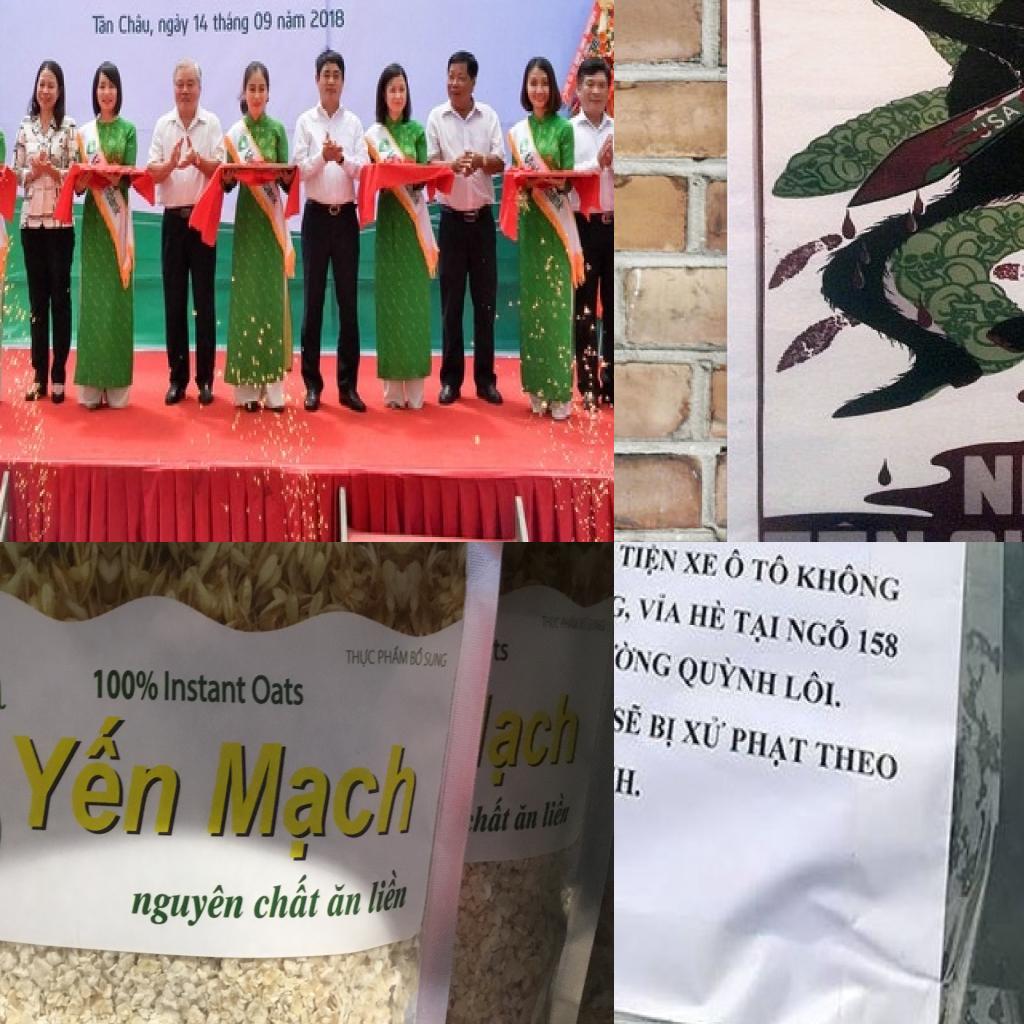 Tân Châu, ngày 14 tháng 09 năm 2018
USA
THỰC PHẨM BỔ SUNG
100% Instant Oats
Yến Mạch
nguyên chất ăn liền
THỰC PHẨM BỔ SUNG
ạch
chất ăn liền
TIỆN XE Ô TÔ KHÔNG
VỈA HÈ TẠI NGÕ 158
ỜNG QUỲNH LÔI.
SẼ BỊ XỬ PHẠT THEO
H.